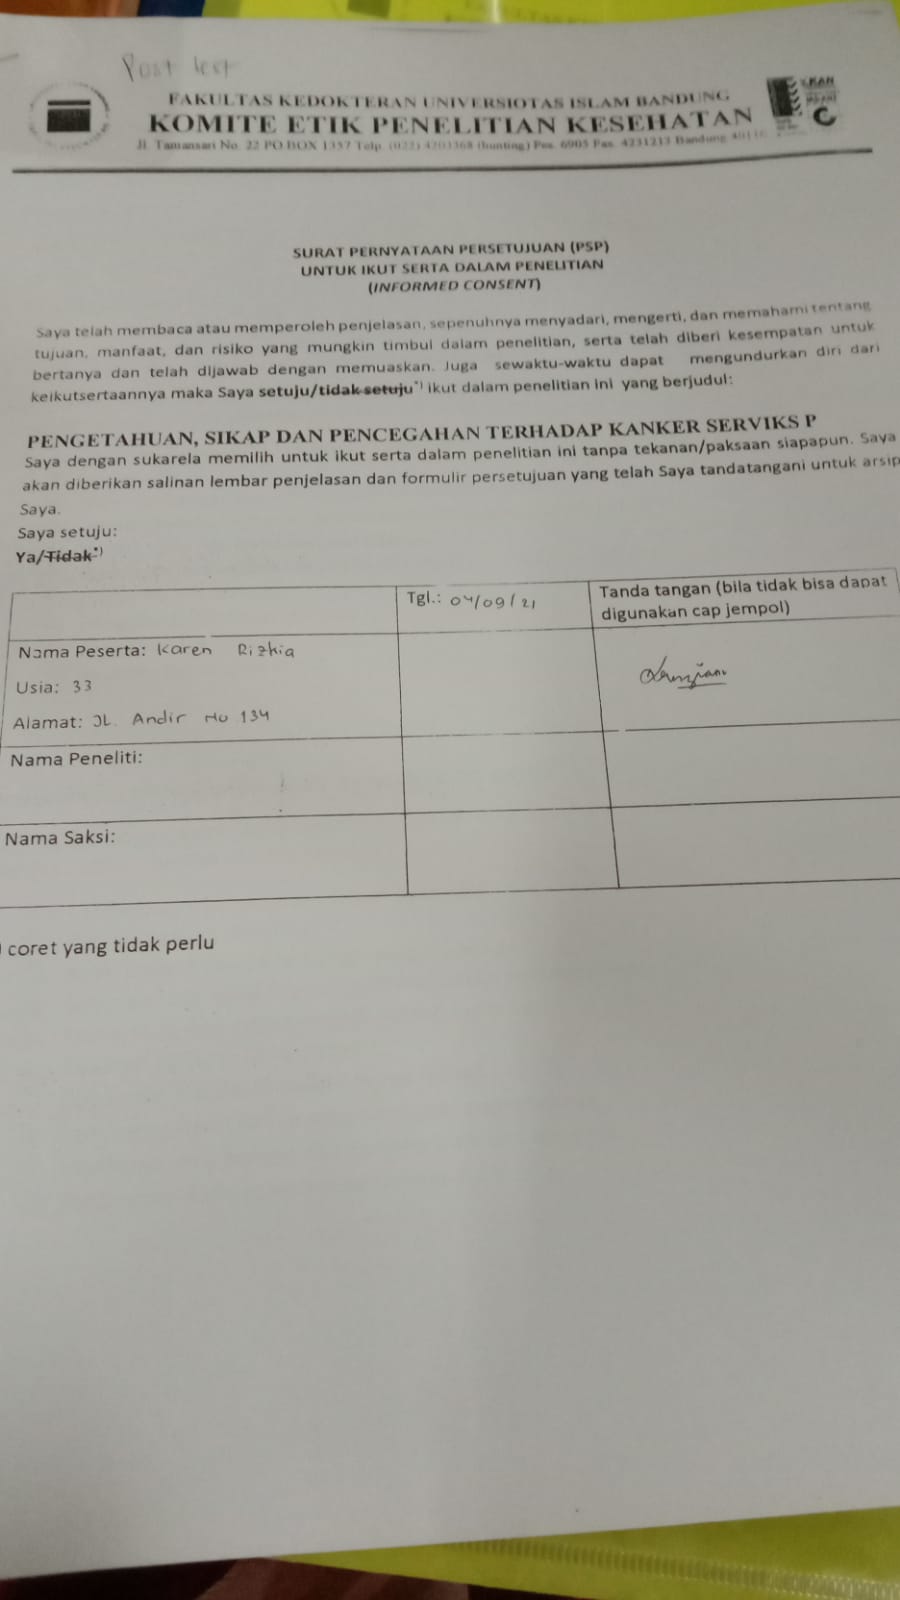 Post test
FAKULTAS KEDOKTERAN UNIVERSIOTAS ISLAM BANDUNG
KOMITE ETIK PENELITIAN KESEHATAN
Jl. Tamansari No. 22 PO BOX 1357 Telp. (022) 4203368 (hunting) Pes. 6905 Fax. 4231213 Bandung
KAN
SURAT PERNYATAAN PERSETUJUAN (PSP)
UNTUK IKUT SERTA DALAM PENELITIAN
(INFORMED CONSENT)
Saya telah membaca atau memperoleh penjelasan, sepenuhnya menyadari, mengerti, dan memahami tentang
tujuan, manfaat, dan risiko yang mungkin timbul dalam penelitian, serta telah diberi kesempatan untuk
bertanya dan telah dijawab dengan memuaskan. Juga sewaktu-waktu dapat mengundurkan diri dari
keikutsertaannya maka Saya setuju/tidak setuju*) ikut dalam penelitian ini yang berjudul:
PENGETAHUAN, SIKAP DAN PENCEGAHAN TERHADAP KANKER SERVIKS P
Saya dengan sukarela memilih untuk ikut serta dalam penelitian ini tanpa tekanan/paksaan siapapun. Saya
akan diberikan salinan lembar penjelasan dan formulir persetujuan yang telah Saya tandatangani untuk arsip
Saya.
Saya setuju:
Ya/Tidak*)
Tgl.: 04/09/21
Tanda tangan (bila tidak bisa dapat
digunakan cap jempol)
Nama Peserta: Karen Rizkia
Usia: 33
Alamat: JL. Andir No 134
Nama Peneliti:
Nama Saksi:
) coret yang tidak perlu